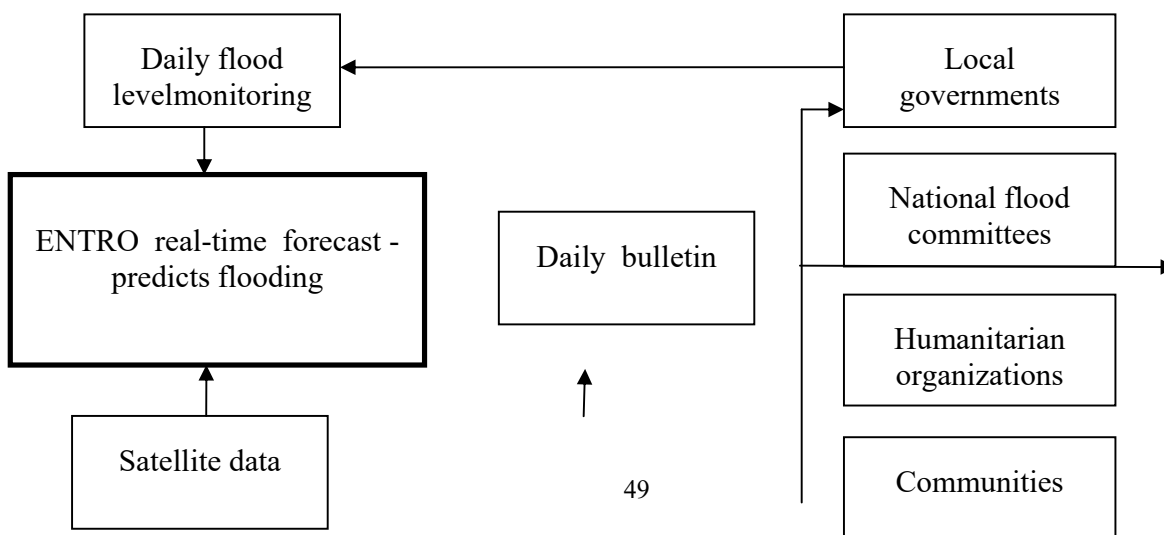 Daily flood
levelmonitoring
Local
governments
ENTRO real-time forecast -
predicts flooding
Daily bulletin
National flood
committees
Humanitarian
organizations
Satellite data
Communities
49